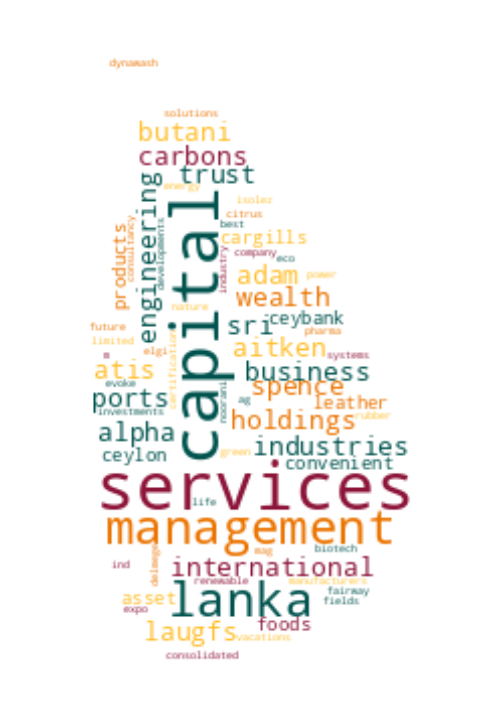 dynawash
solutions
butani
carbons
trust
energy
engineering
capital
isoler
citrus
best
cargills
products
consultancy
developments
industry
company
eco
adam
power
wealth
nature
sri
ceybank
future
pharma
limited
certification
aitken
m
elgi
systems
atis
business
evoke
spence
ports
noorani
ag
leather
investments
holdings
rubber
alpha
industries
ceylon
green
convenient
services
life
management
biotech
delmege
mag
ind
international
renewable
manufacturers
lanka
fairway
asset
fields
expo
foods
laugfs
vacations
consolidated